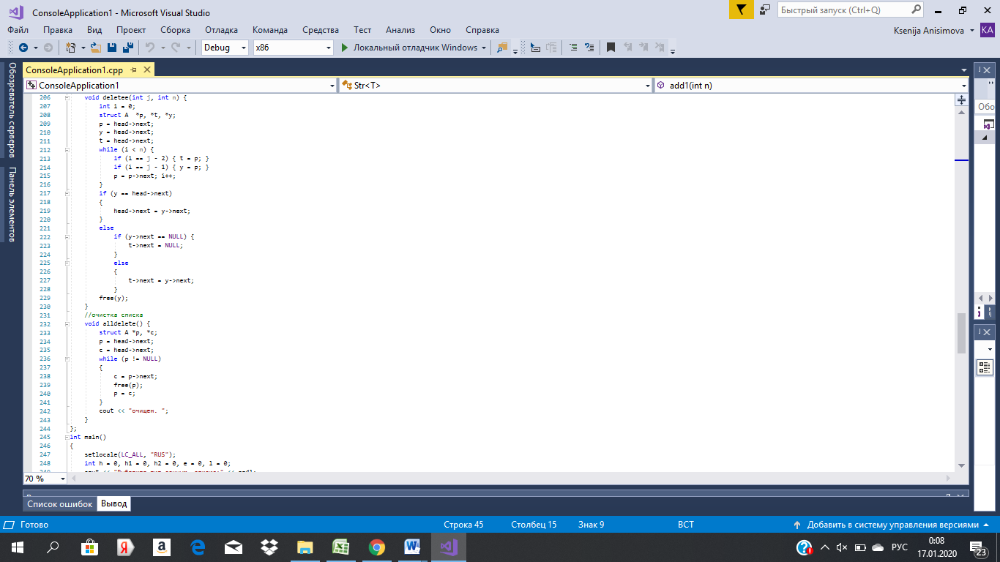 ConsoleApplication1 - Microsoft Visual Studio
Быстрый запуск (Ctrl+Q)
Файл Правка Вид Проект Сборка Отладка Команда Средства Тест Анализ Окно Справка
Ksenija Anisimova KA
Debug x86 Локальный отладчик Windows
Обозреватель серверов
Панель элементов
ConsoleApplication1.cpp
ConsoleApplication1 Str<T> add1(int n)
Обо
206 void deletee(int j, int n) {
207 int i = 0;
208 struct A *p, *t, *y;
209 p = head->next;
210 y = head->next;
211 t = head->next;
212 while (i < n) {
213 if (i == j - 2) { t = p; }
214 if (i == j - 1) { y = p; }
215 p = p->next; i++;
216 }
217 if (y == head->next)
218 {
219 head->next = y->next;
220 }
221 else
222 if (y->next == NULL) {
223 t->next = NULL;
224 }
225 else
226 {
227 t->next = y->next;
228 }
229 free(y);
230 }
231 //очистка списка
232 void alldelete() {
233 struct A *p, *c;
234 p = head->next;
235 c = head->next;
236 while (p != NULL)
237 {
238 c = p->next;
239 free(p);
240 p = c;
241 }
242 cout << "очищен. ";
243 }
244 };
245 int main()
246 {
247 setlocale(LC_ALL, "RUS");
248 int h = 0, h1 = 0, h2 = 0, e = 0, l = 0;
70 %
Список ошибок Вывод
Готово Строка 45 Столбец 15 Знак 9 ВСТ Добавить в систему управления версиями
РУС
0:08
17.01.2020
23